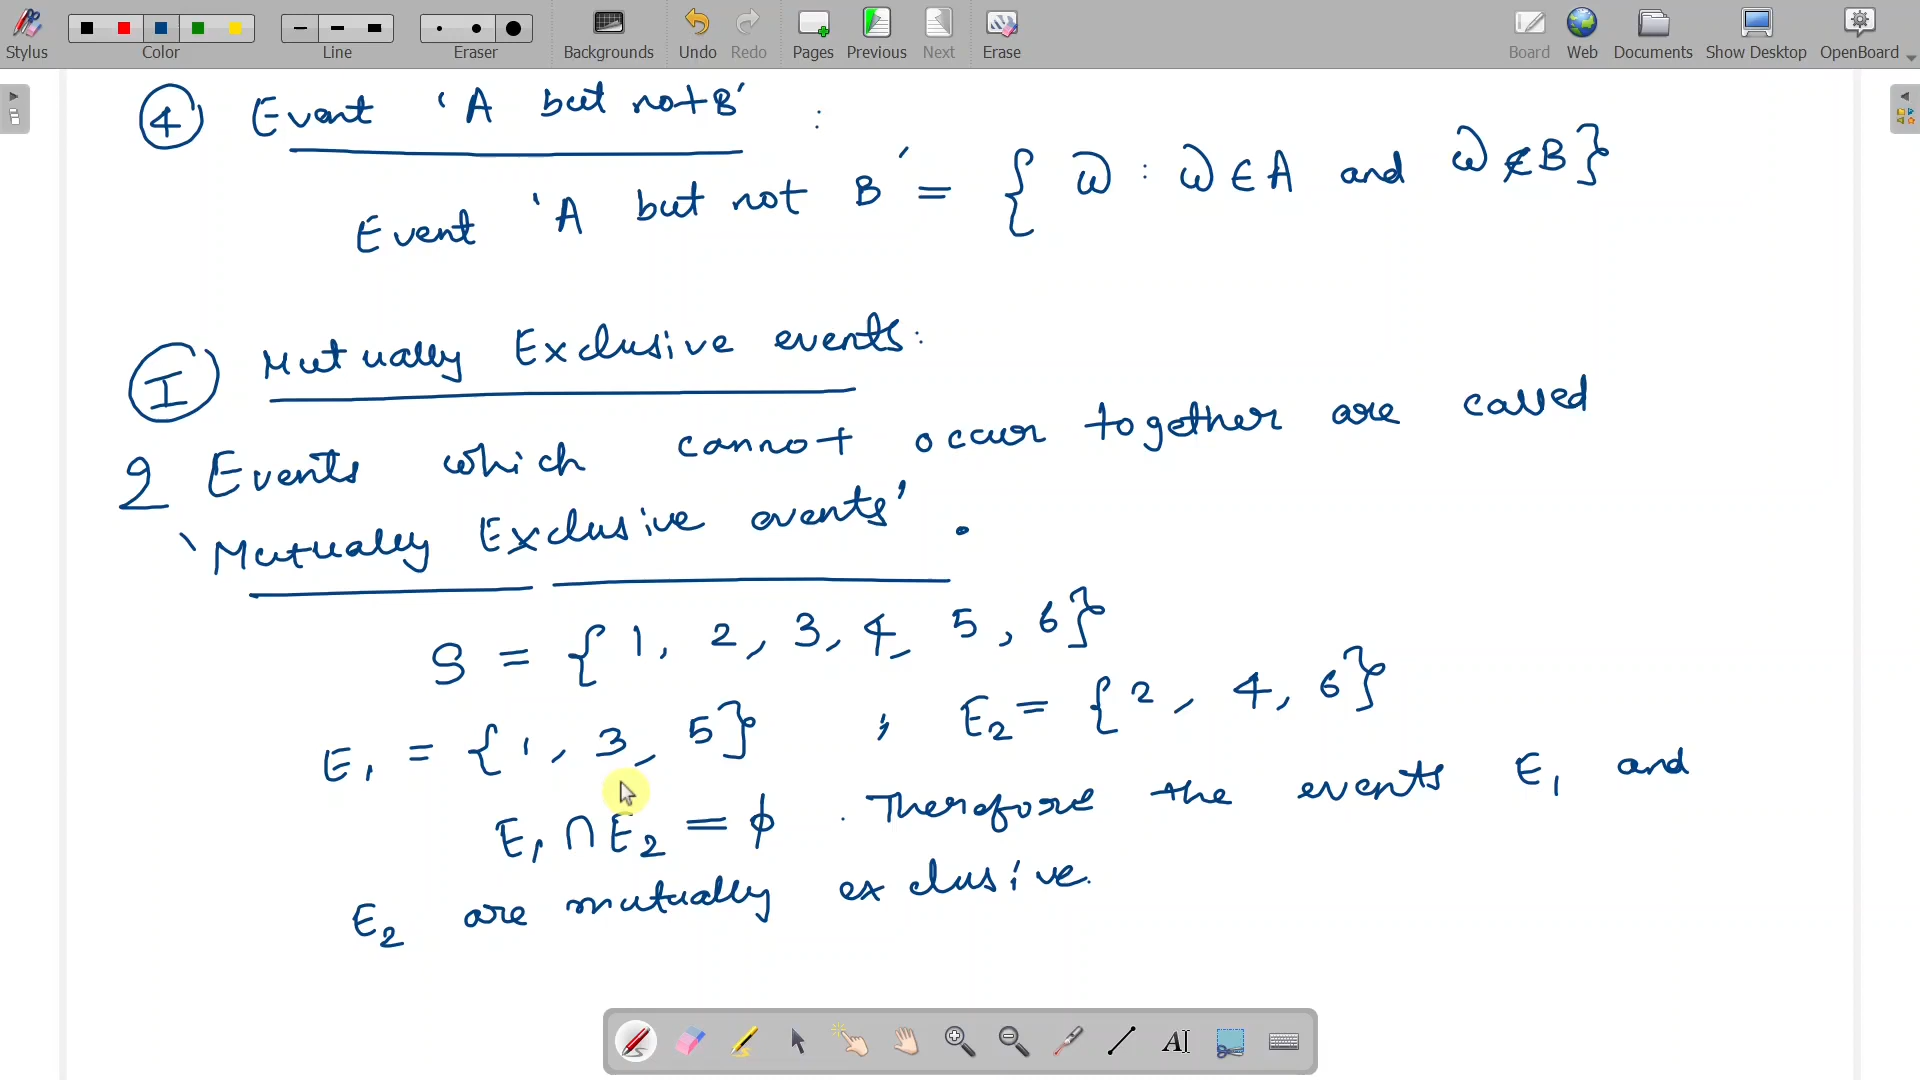 Stylus Color Line Eraser Backgrounds Undo Redo Pages Previous Next Erase Board Web Documents Show Desktop OpenBoard
④ Event 'A but not B' :
Event 'A but not B' = { ω : ω ∈ A and ω ∉ B}
Ⓘ Mutually Exclusive events:
2 Events which cannot occur together are called
'Mutually Exclusive events'.
S = {1, 2, 3, 4, 5, 6}
E₁ = {1, 3, 5} ; E₂ = {2, 4, 6}
E₁ ∩ E₂ = ϕ . Therefore the events E₁ and
E₂ are mutually exclusive.
AI